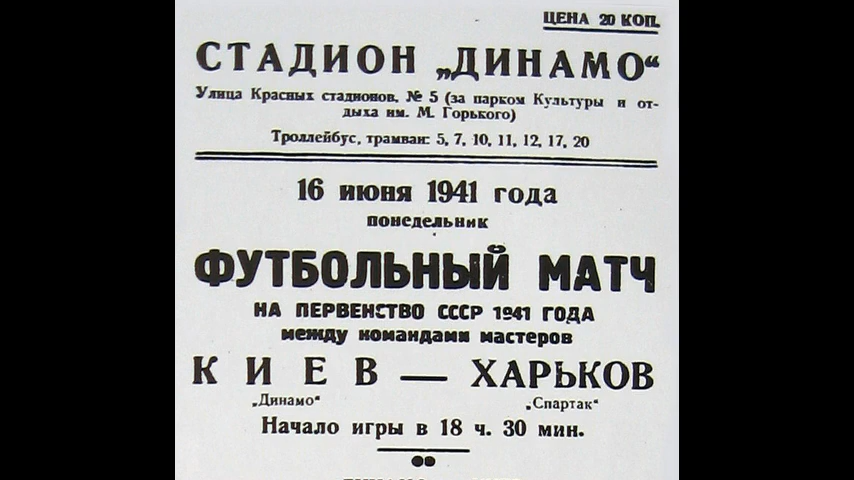 ЦЕНА 20 КОП.
СТАДИОН „ДИНАМО“
Улица Красных стадионов, № 5 (за парком Культуры и от-
дыха им. М. Горького)
Троллейбус, трамваи: 5, 7, 10, 11, 12, 17, 20
16 июня 1941 года
понедельник
ФУТБОЛЬНЫЙ МАТЧ
НА ПЕРВЕНСТВО СССР 1941 ГОДА
между командами мастеров
КИЕВ — ХАРЬКОВ
„Динамо“ „Спартак“
Начало игры в 18 ч. 30 мин.